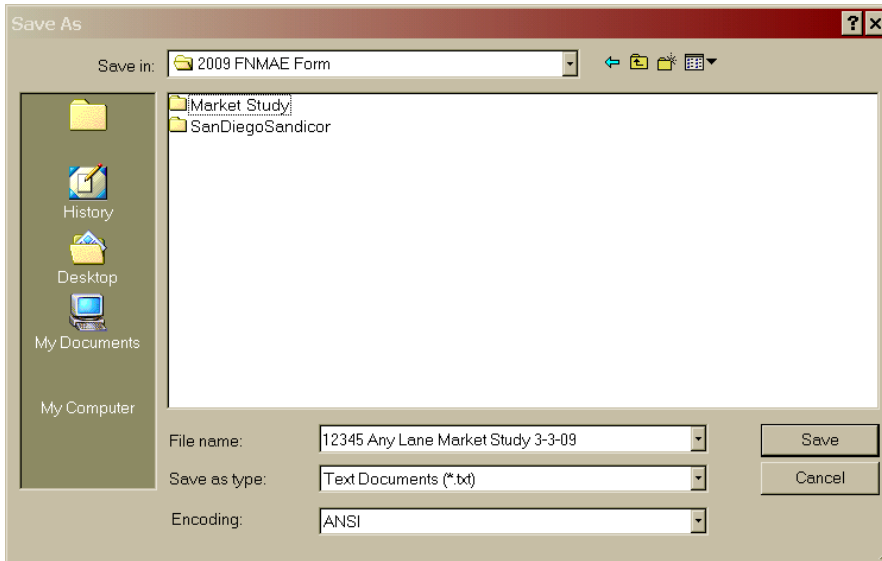 Save As
Save in: 2009 FNMAE Form
Market Study
SanDiegoSandicor
History
Desktop
My Documents
My Computer
File name: 12345 Any Lane Market Study 3-3-09 Save
Save as type: Text Documents (*.txt) Cancel
Encoding: ANSI